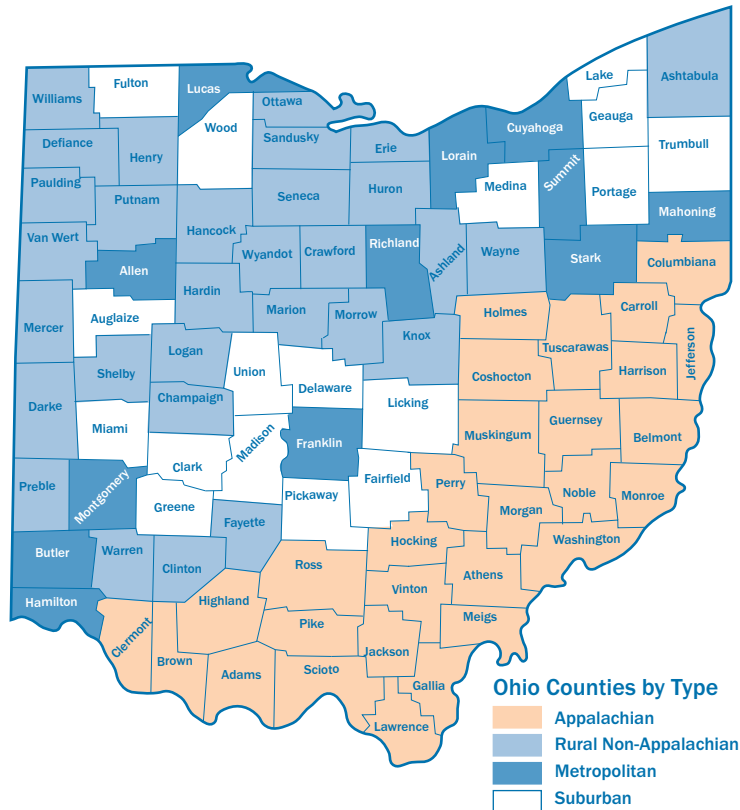 Williams
Fulton
Lucas
Ottawa
Lake
Ashtabula
Geauga
Wood
Cuyahoga
Defiance
Henry
Sandusky
Erie
Lorain
Trumbull
Summit
Medina
Portage
Paulding
Putnam
Seneca
Huron
Mahoning
Van Wert
Hancock
Wyandot
Crawford
Richland
Ashland
Wayne
Stark
Columbiana
Allen
Hardin
Marion
Morrow
Holmes
Carroll
Mercer
Auglaize
Knox
Tuscarawas
Jefferson
Logan
Union
Coshocton
Harrison
Shelby
Delaware
Champaign
Licking
Darke
Miami
Madison
Franklin
Muskingum
Guernsey
Belmont
Clark
Preble
Montgomery
Greene
Pickaway
Fairfield
Perry
Morgan
Noble
Monroe
Fayette
Butler
Warren
Clinton
Hocking
Washington
Ross
Athens
Vinton
Hamilton
Highland
Clermont
Pike
Meigs
Brown
Adams
Scioto
Jackson
Gallia
Lawrence
Ohio Counties by Type
Appalachian
Rural Non-Appalachian
Metropolitan
Suburban